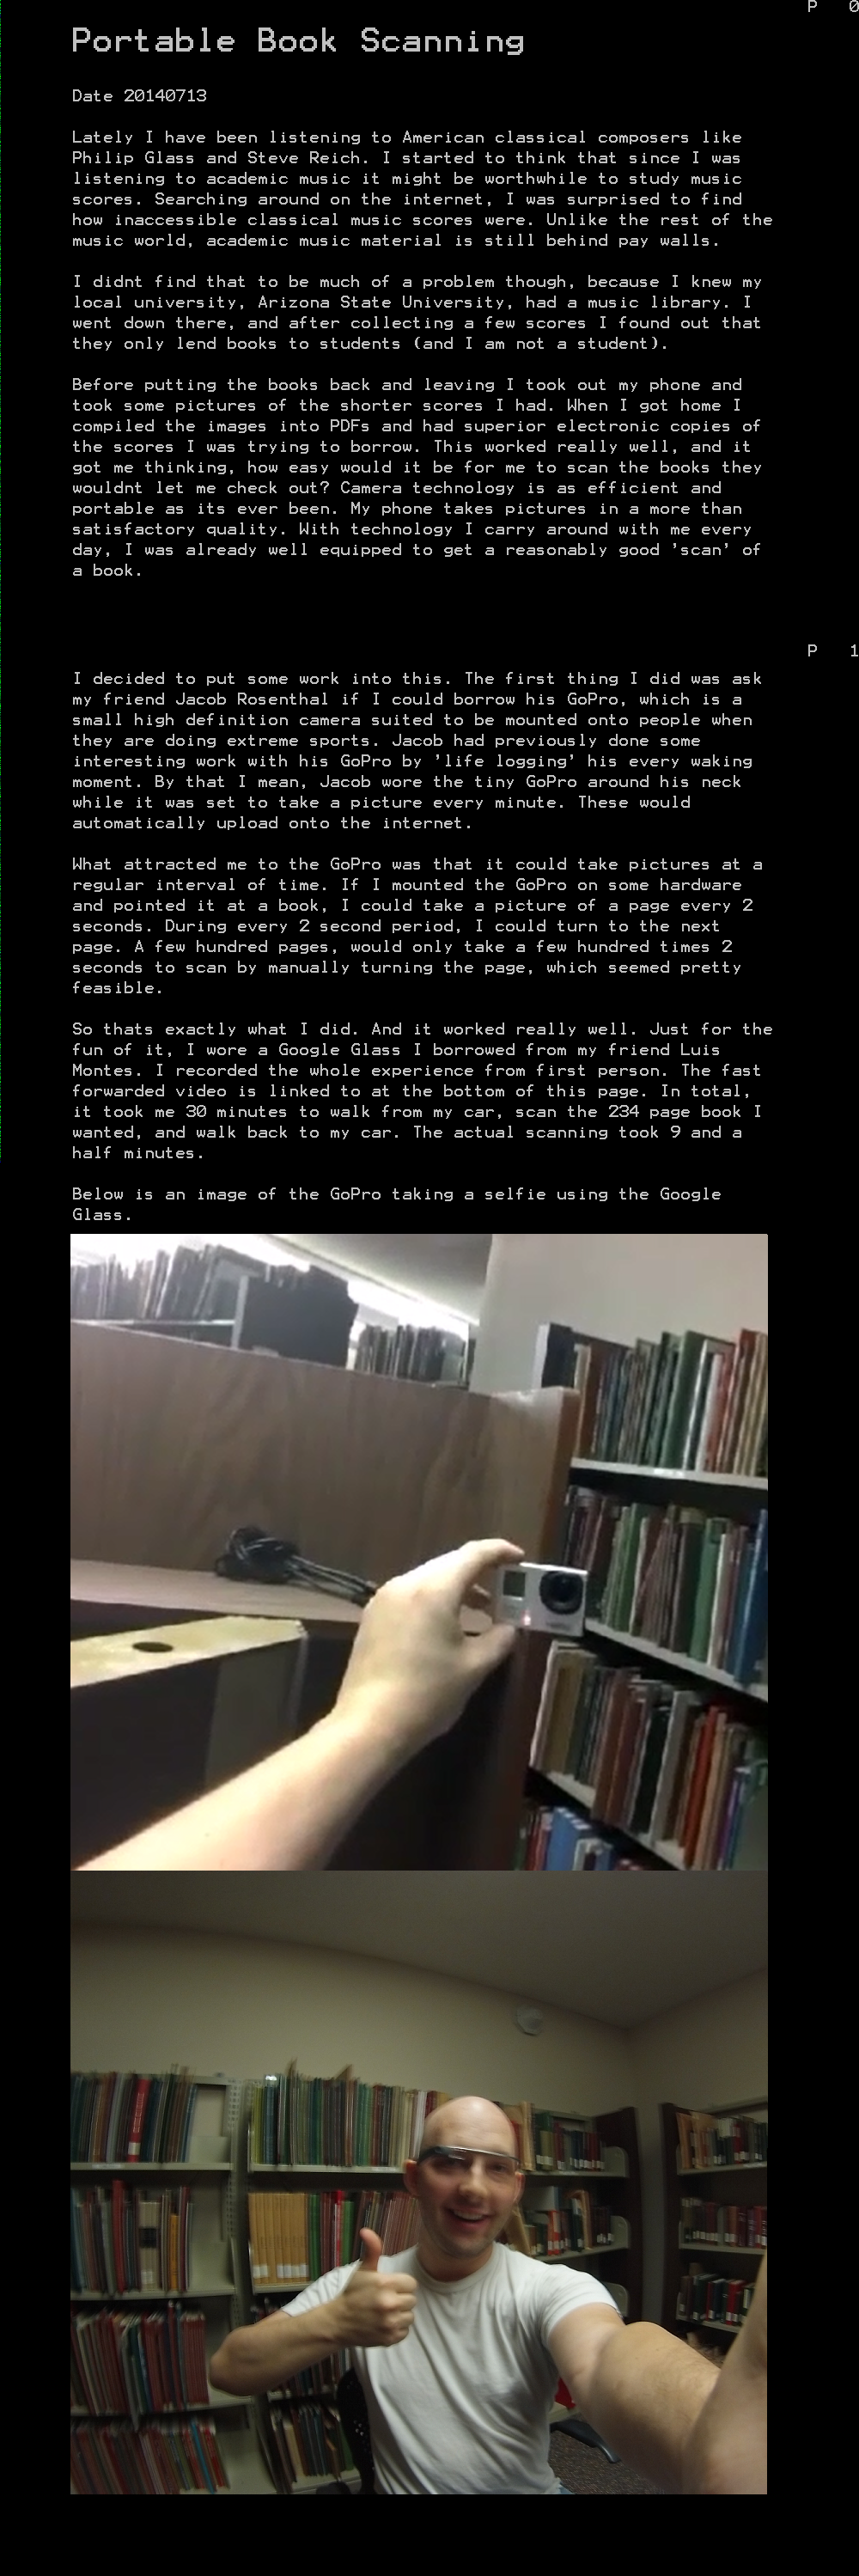 P 0
Portable Book Scanning
Date 20140713
Lately I have been listening to American classical composers like
Philip Glass and Steve Reich. I started to think that since I was
listening to academic music it might be worthwhile to study music
scores. Searching around on the internet, I was surprised to find
how inaccessible classical music scores were. Unlike the rest of the
music world, academic music material is still behind pay walls.
I didnt find that to be much of a problem though, because I knew my
local university, Arizona State University, had a music library. I
went down there, and after collecting a few scores I found out that
they only lend books to students (and I am not a student).
Before putting the books back and leaving I took out my phone and
took some pictures of the shorter scores I had. When I got home I
compiled the images into PDFs and had superior electronic copies of
the scores I was trying to borrow. This worked really well, and it
got me thinking, how easy would it be for me to scan the books they
wouldnt let me check out? Camera technology is as efficient and
portable as its ever been. My phone takes pictures in a more than
satisfactory quality. With technology I carry around with me every
day, I was already well equipped to get a reasonably good 'scan' of
a book.
P 1
I decided to put some work into this. The first thing I did was ask
my friend Jacob Rosenthal if I could borrow his GoPro, which is a
small high definition camera suited to be mounted onto people when
they are doing extreme sports. Jacob had previously done some
interesting work with his GoPro by 'life logging' his every waking
moment. By that I mean, Jacob wore the tiny GoPro around his neck
while it was set to take a picture every minute. These would
automatically upload onto the internet.
What attracted me to the GoPro was that it could take pictures at a
regular interval of time. If I mounted the GoPro on some hardware
and pointed it at a book, I could take a picture of a page every 2
seconds. During every 2 second period, I could turn to the next
page. A few hundred pages, would only take a few hundred times 2
seconds to scan by manually turning the page, which seemed pretty
feasible.
So thats exactly what I did. And it worked really well. Just for the
fun of it, I wore a Google Glass I borrowed from my friend Luis
Montes. I recorded the whole experience from first person. The fast
forwarded video is linked to at the bottom of this page. In total,
it took me 30 minutes to walk from my car, scan the 234 page book I
wanted, and walk back to my car. The actual scanning took 9 and a
half minutes.
Below is an image of the GoPro taking a selfie using the Google
Glass.